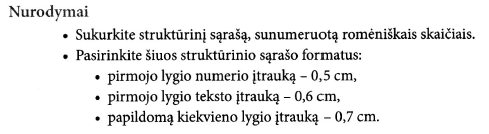 Nurodymai
• Sukurkite struktūrinį sąrašą, sunumeruotą romėniškais skaičiais.
• Pasirinkite šiuos struktūrinio sąrašo formatus:
• pirmojo lygio numerio įtrauką – 0,5 cm,
• pirmojo lygio teksto įtrauką – 0,6 cm,
• papildomą kiekvieno lygio įtrauką – 0,7 cm.